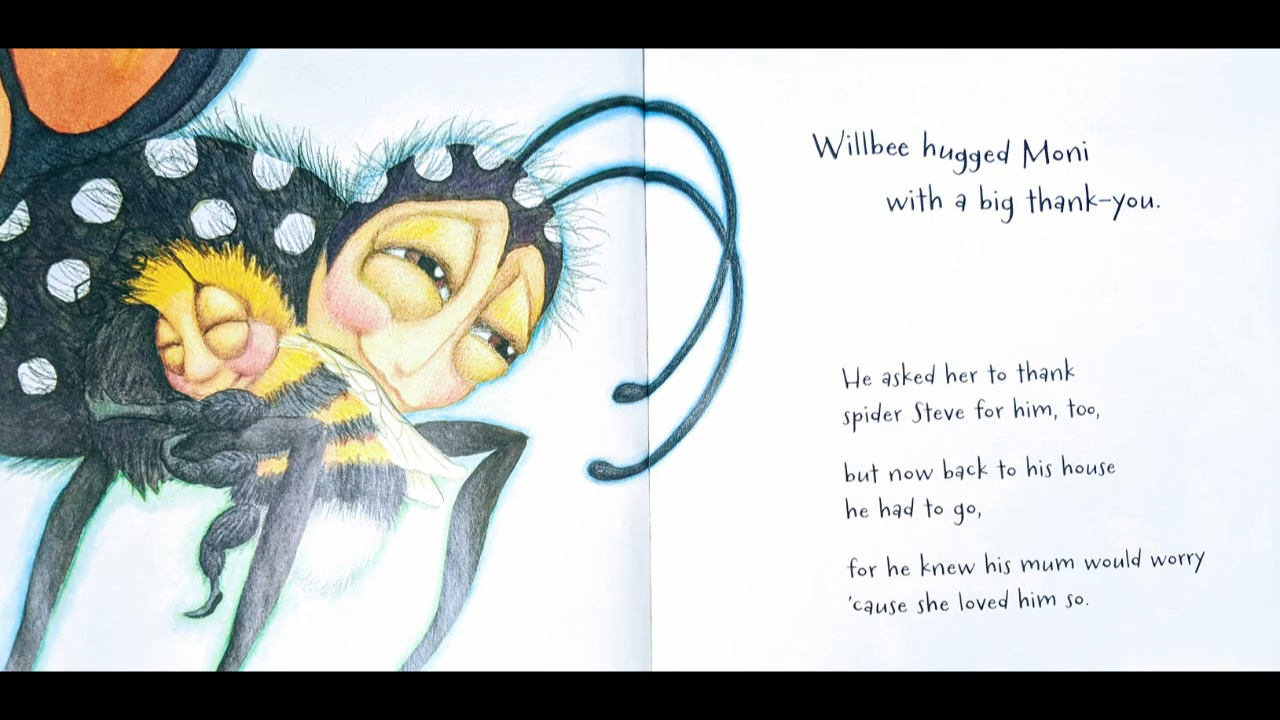 Willbee hugged Moni
with a big thank-you.
He asked her to thank
spider Steve for him, too,
but now back to his house
he had to go,
for he knew his mum would worry
'cause she loved him so.